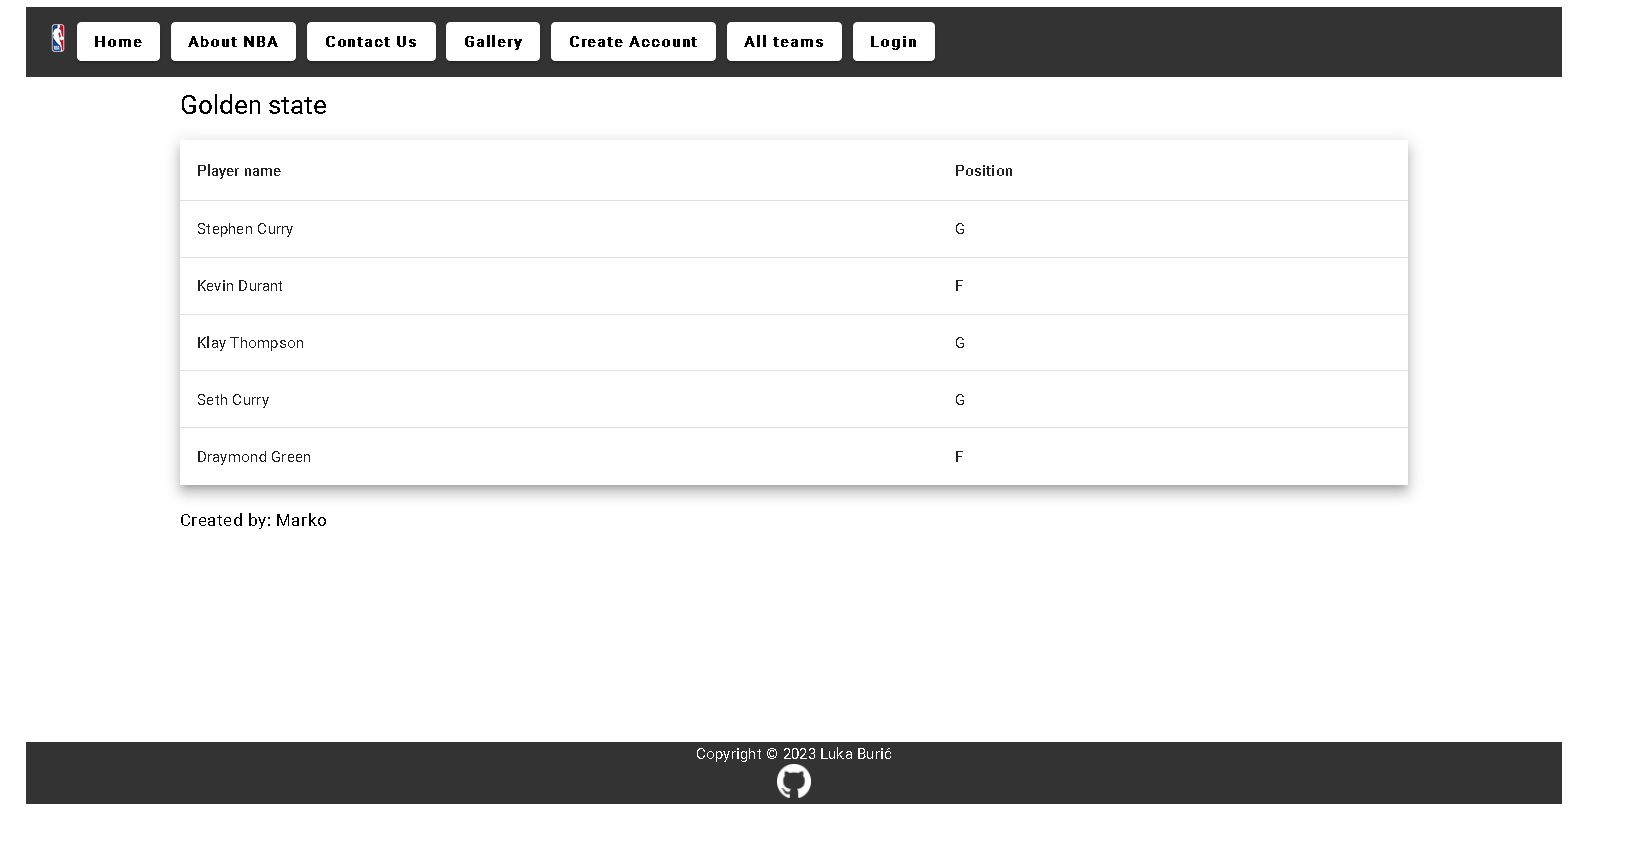 Home About NBA Contact Us Gallery Create Account All teams Login
Golden state
Player name Position
Stephen Curry G
Kevin Durant F
Klay Thompson G
Seth Curry G
Draymond Green F
Created by: Marko
Copyright © 2023 Luka Burić